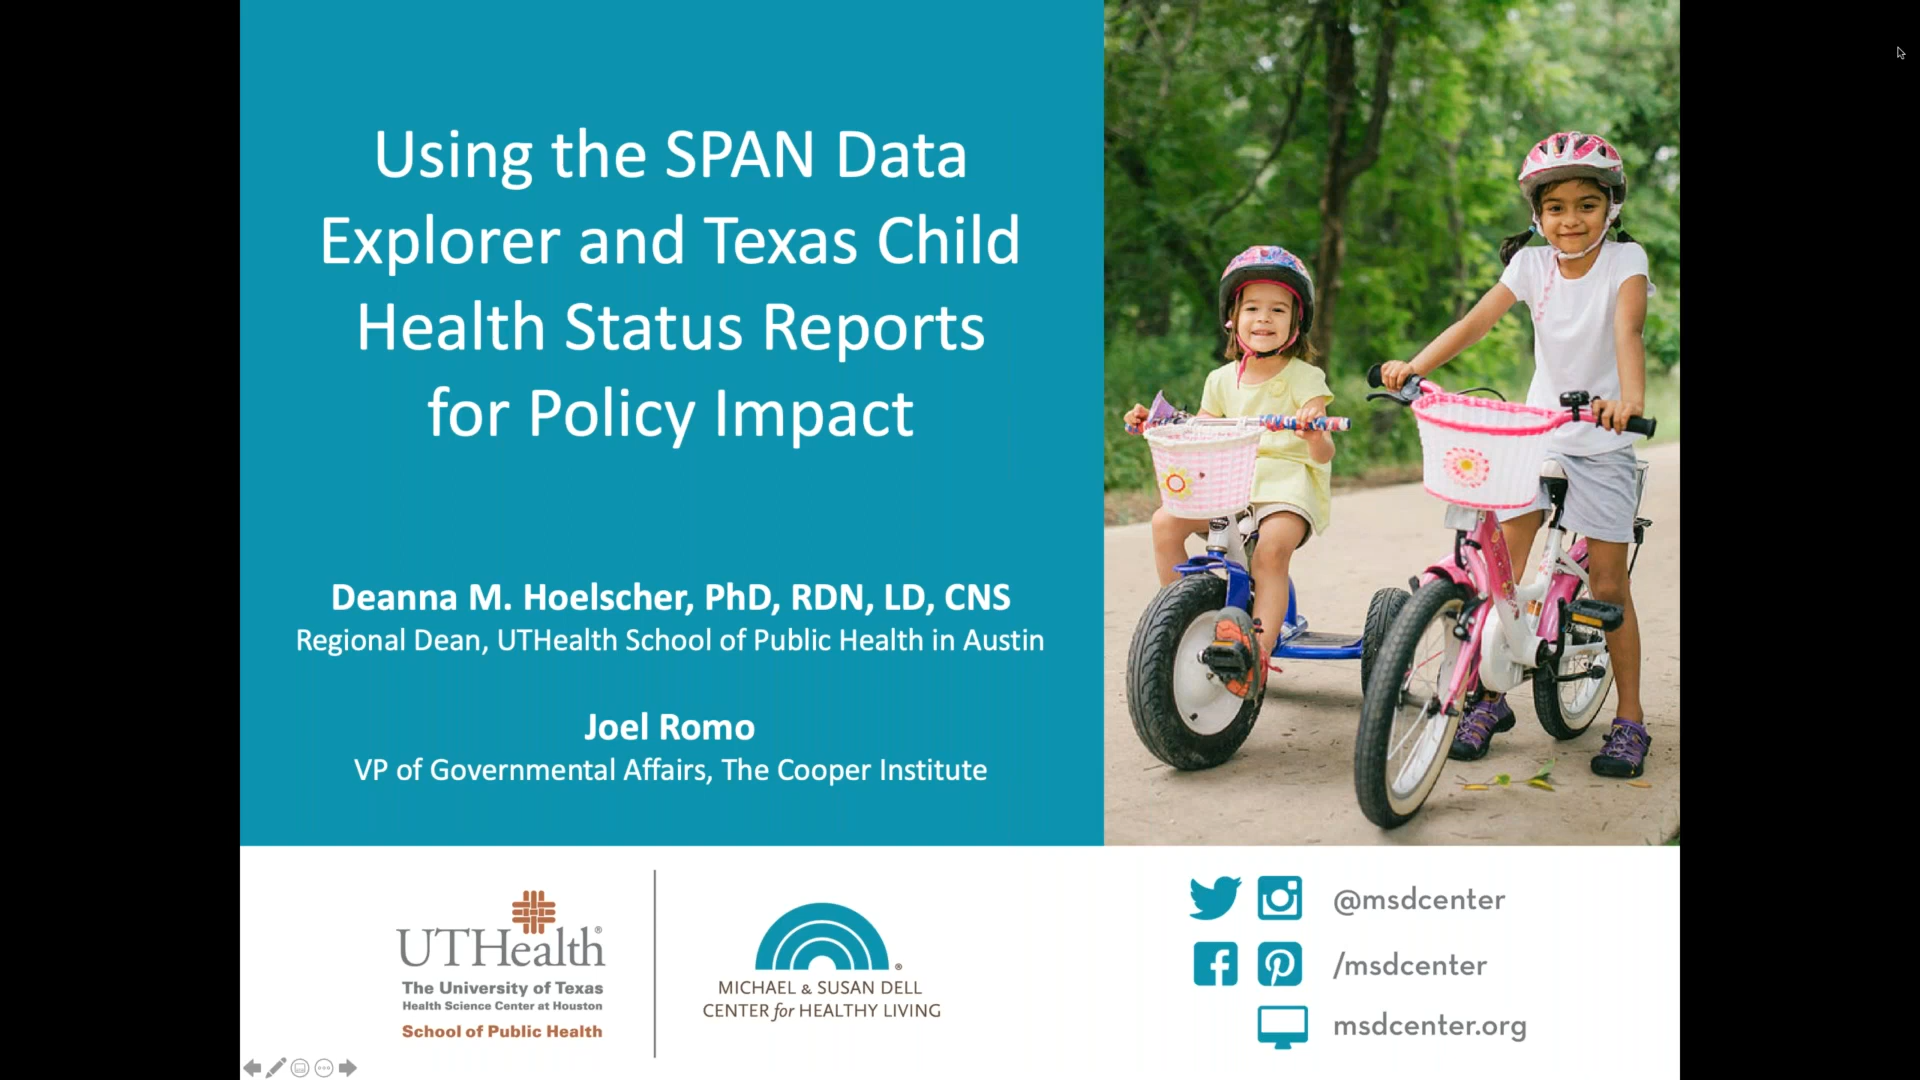 Using the SPAN Data
Explorer and Texas Child
Health Status Reports
for Policy Impact
Deanna M. Hoelscher, PhD, RDN, LD, CNS
Regional Dean, UTHealth School of Public Health in Austin
Joel Romo
VP of Governmental Affairs, The Cooper Institute
UTHealth®
The University of Texas
Health Science Center at Houston
School of Public Health
®
MICHAEL & SUSAN DELL
CENTER for HEALTHY LIVING
@msdcenter
/msdcenter
msdcenter.org